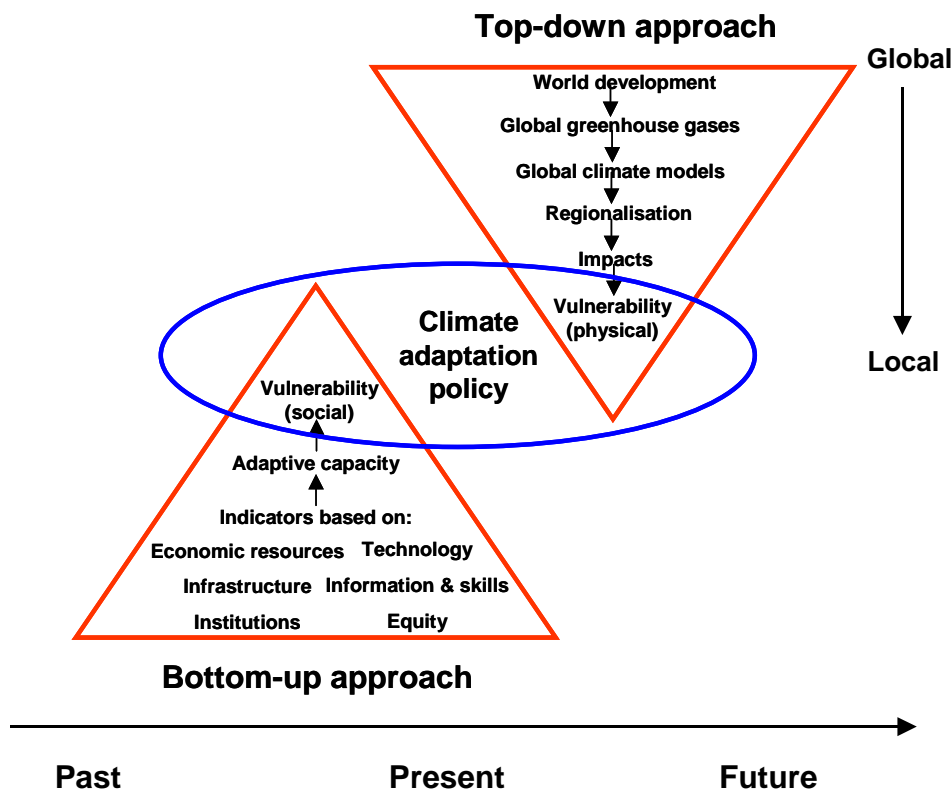 Top-down approach
Global
World development
Global greenhouse gases
Global climate models
Regionalisation
Impacts
Vulnerability
(physical)
Local
Climate
adaptation
policy
Vulnerability
(social)
Adaptive capacity
Indicators based on:
Economic resources Technology
Infrastructure Information & skills
Institutions Equity
Bottom-up approach
Past Present Future